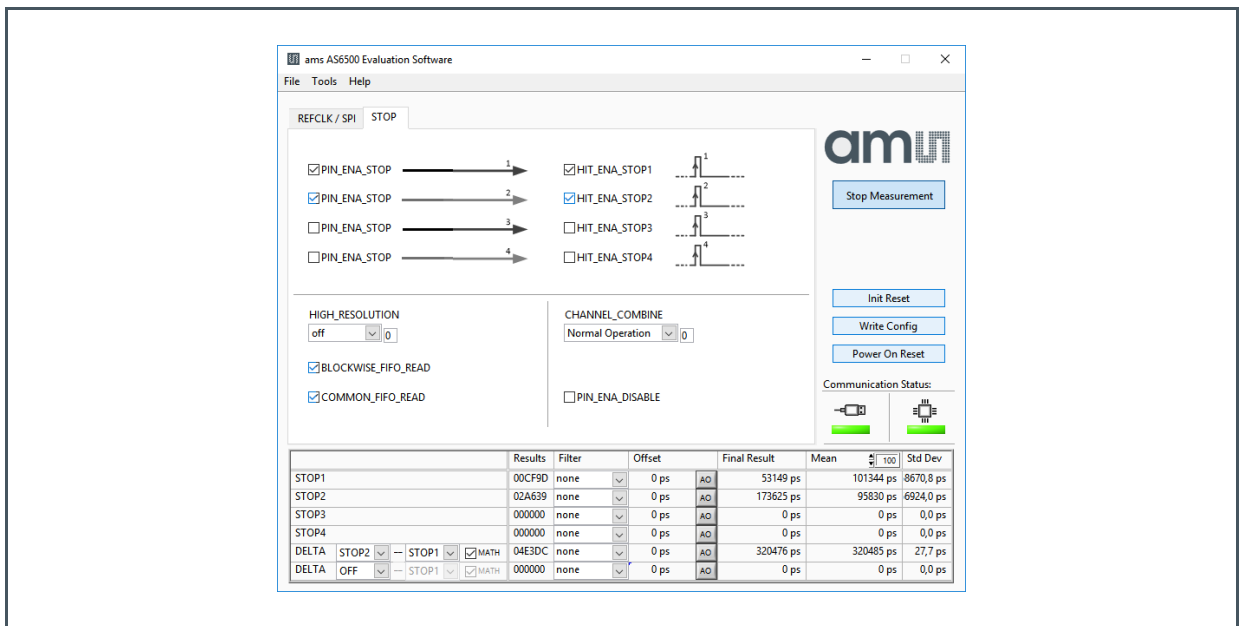 ams AS6500 Evaluation Software
File Tools Help
REFCLK / SPI STOP
amu
PIN_ENA_STOP 1 HIT_ENA_STOP1 1
PIN_ENA_STOP 2 HIT_ENA_STOP2 2
PIN_ENA_STOP 3 HIT_ENA_STOP3 3
PIN_ENA_STOP 4 HIT_ENA_STOP4 4
Stop Measurement
HIGH_RESOLUTION CHANNEL_COMBINE
off 0 Normal Operation 0
BLOCKWISE_FIFO_READ
COMMON_FIFO_READ PIN_ENA_DISABLE
Init Reset
Write Config
Power On Reset
Communication Status:
Results Filter Offset Final Result Mean 100 Std Dev
STOP1 00CF9D none 0 ps AO 53149 ps 101344 ps 8670,8 ps
STOP2 02A639 none 0 ps AO 173625 ps 95830 ps 6924,0 ps
STOP3 000000 none 0 ps AO 0 ps 0 ps 0,0 ps
STOP4 000000 none 0 ps AO 0 ps 0 ps 0,0 ps
DELTA STOP2 — STOP1 MATH 04E3DC none 0 ps AO 320476 ps 320485 ps 27,7 ps
DELTA OFF — STOP1 MATH 000000 none 0 ps AO 0 ps 0 ps 0,0 ps